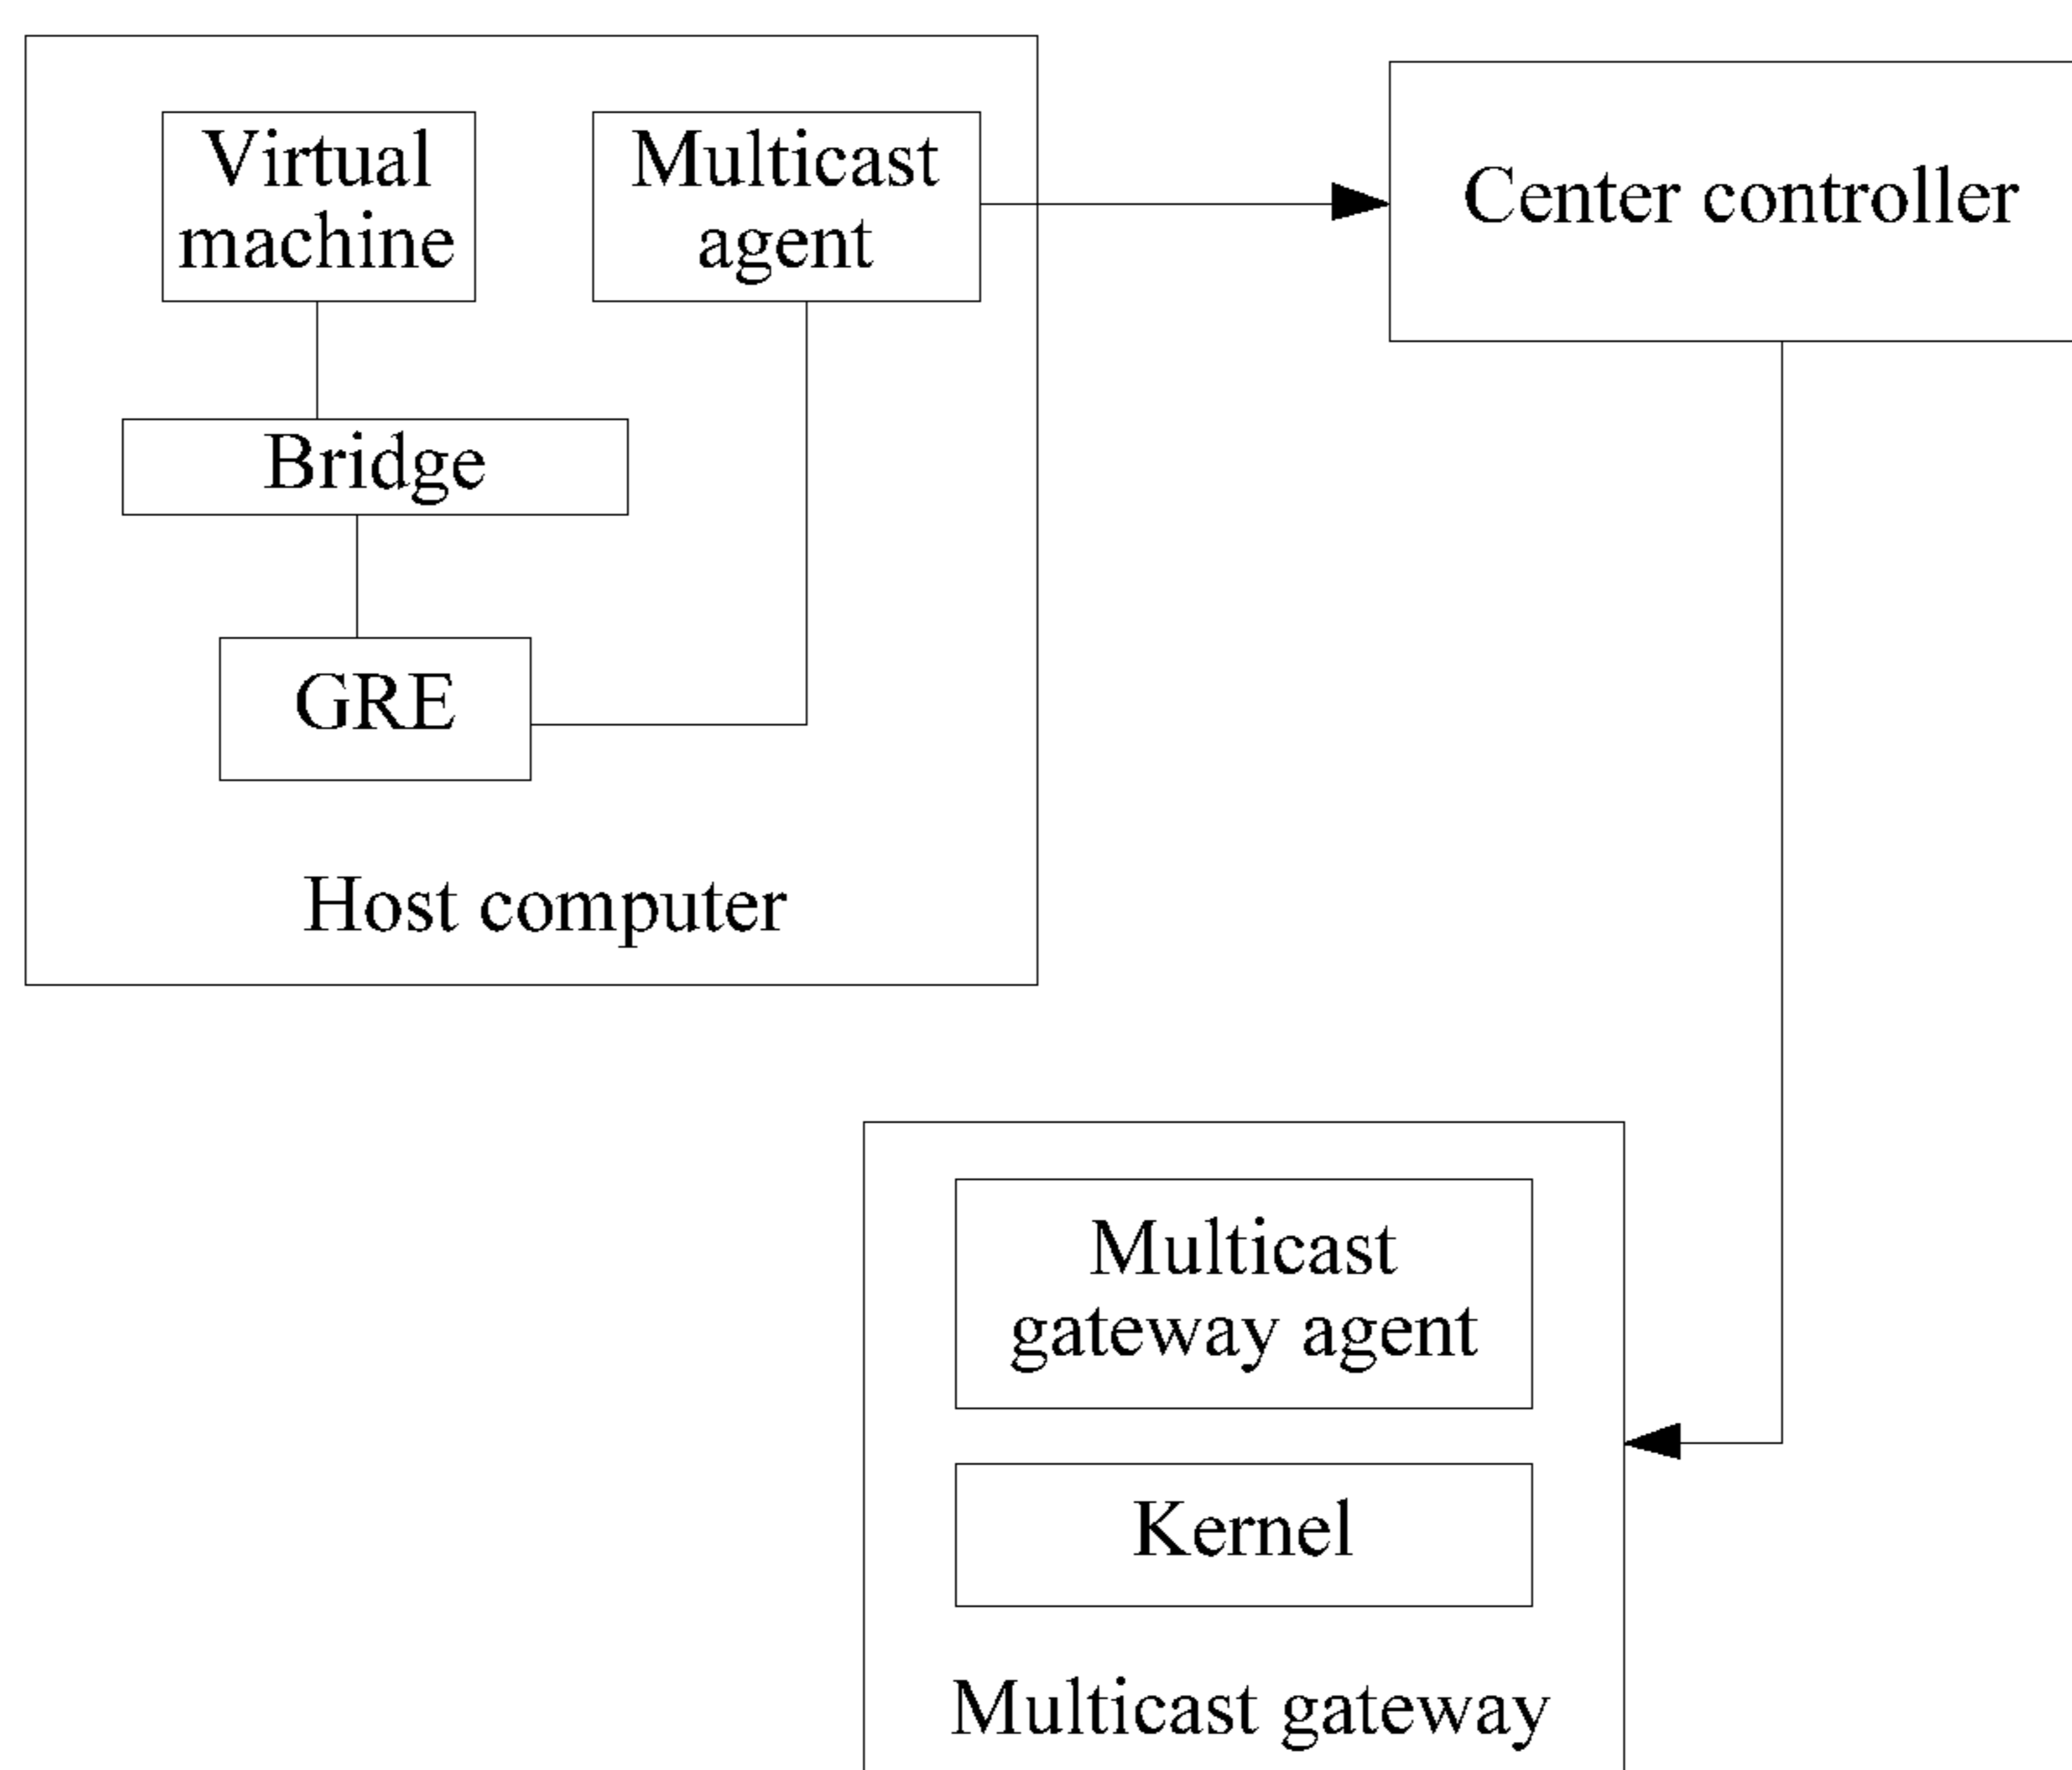 Virtual
machine
Multicast
agent
Center controller
Bridge
GRE
Host computer
Multicast
gateway agent
Kernel
Multicast gateway